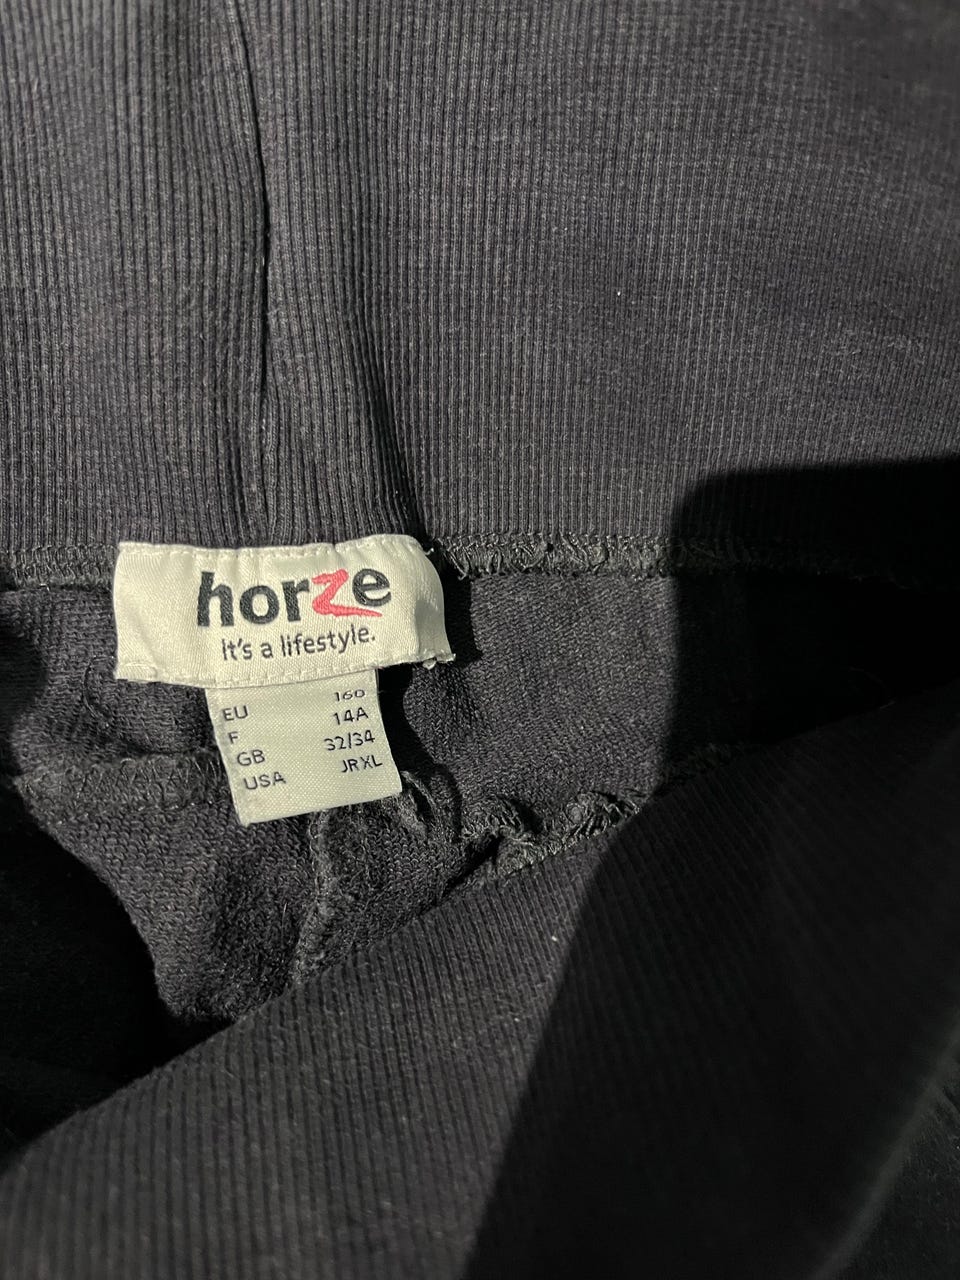 horze
it's a lifestyle.
EU 160
F 14A
GB 32/34
USA JR XL